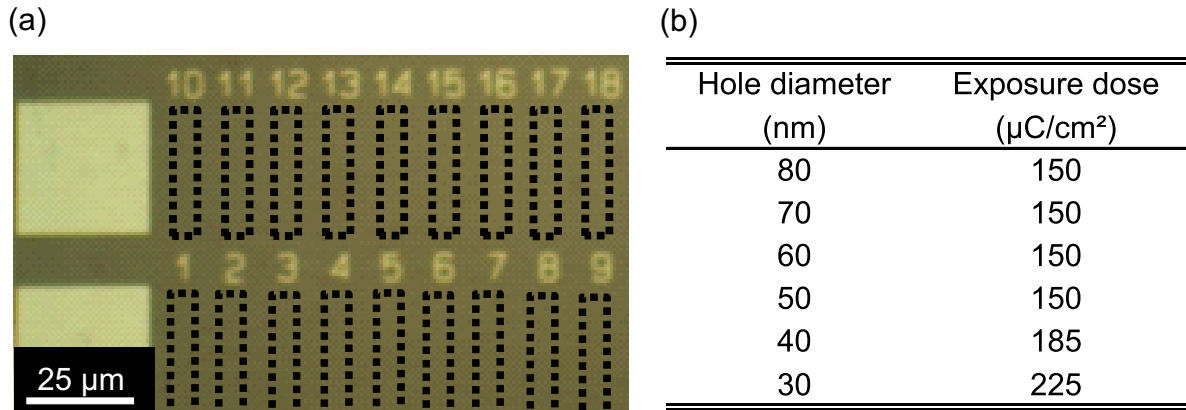 (a)
10 11 12 13 14 15 16 17 18
1 2 3 4 5 6 7 8 9
25 µm
(b)
Hole diameter Exposure dose
(nm) (µC/cm²)
80 150
70 150
60 150
50 150
40 185
30 225